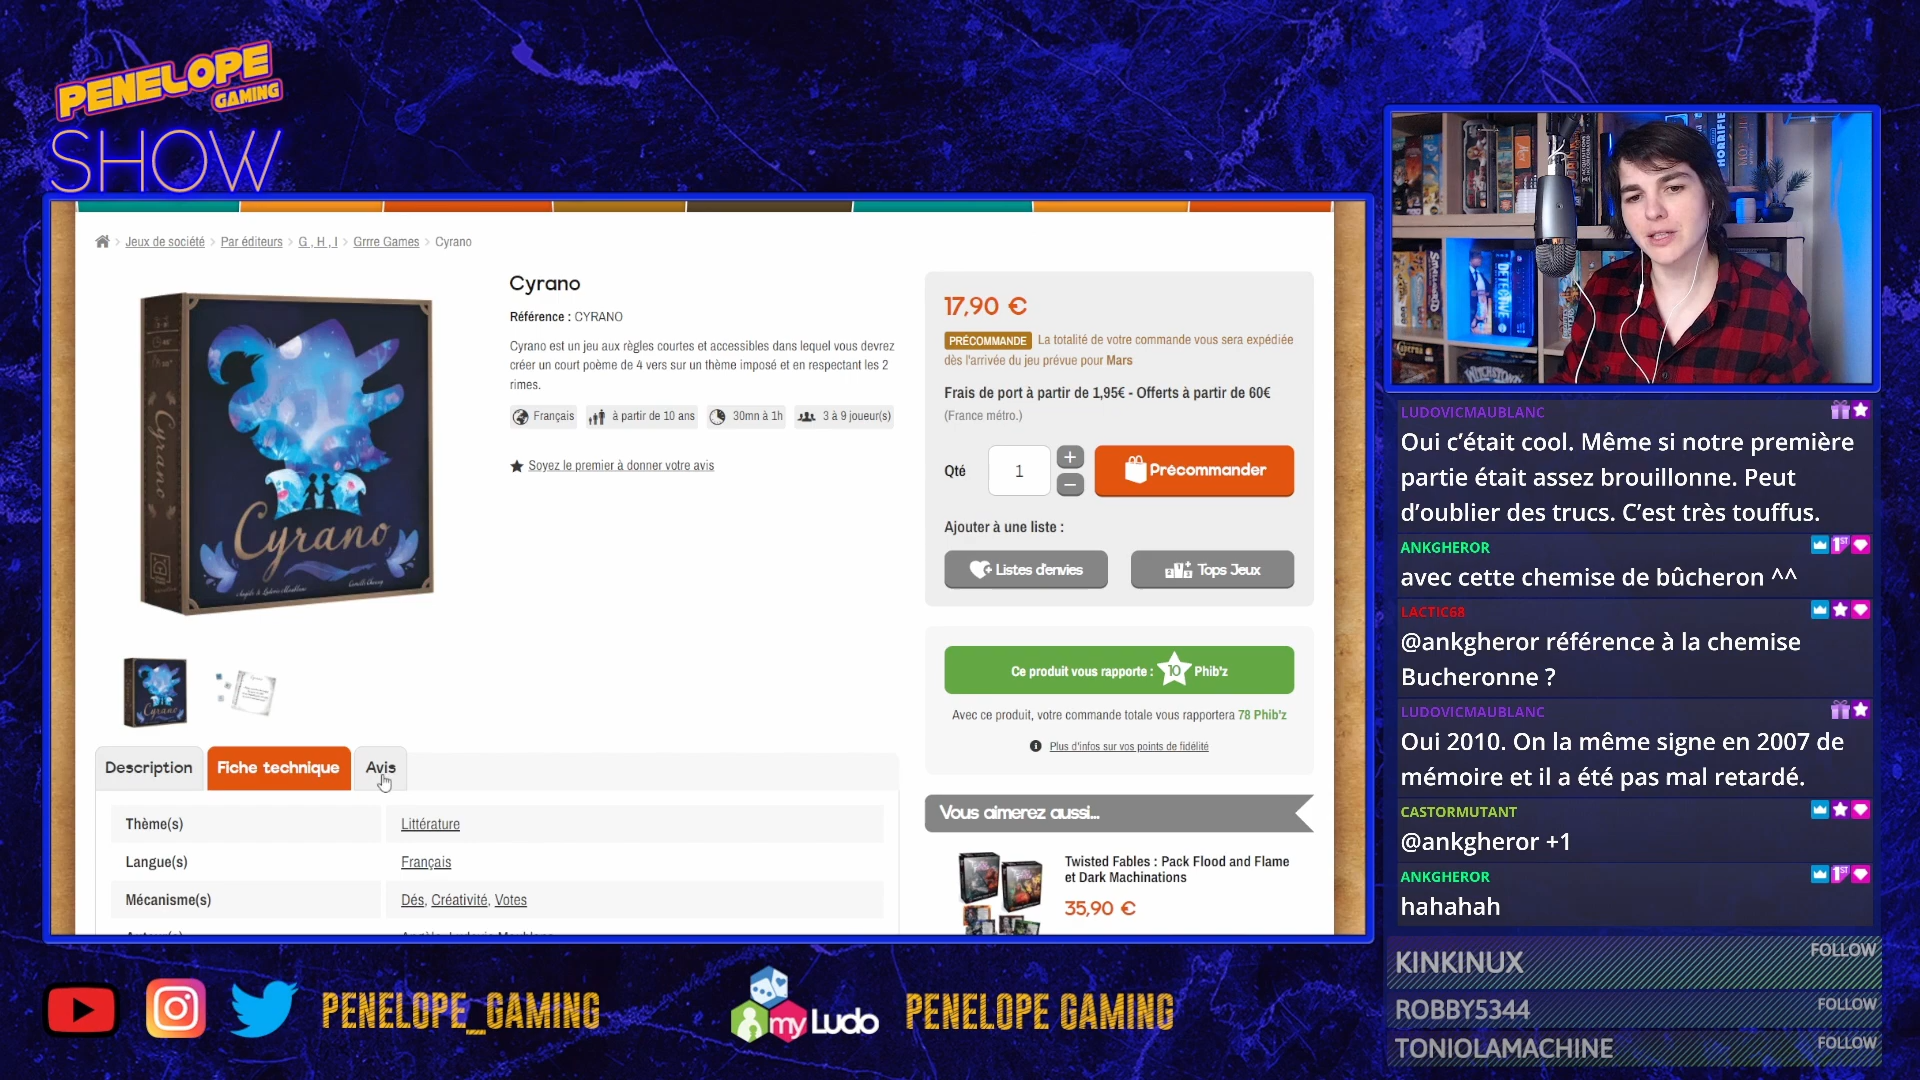 PENELOPE
GAMING
SHOW
Jeux de société > Par éditeurs > G , H , I > Grrre Games > Cyrano
Cyrano
Référence : CYRANO
Cyrano est un jeu aux règles courtes et accessibles dans lequel vous devrez
créer un court poème de 4 vers sur un thème imposé et en respectant les 2
rimes.
Français
à partir de 10 ans
30mn à 1h
3 à 9 joueur(s)
Soyez le premier à donner votre avis
Cyrano
Cyrano
Cyrano
Description
Fiche technique
Avis
Thème(s)
Littérature
Langue(s)
Français
Mécanisme(s)
Dés, Créativité, Votes
17,90 €
PRÉCOMMANDE La totalité de votre commande vous sera expédiée
dès l'arrivée du jeu prévue pour Mars
Frais de port à partir de 1,95€ - Offerts à partir de 60€
(France métro.)
Qté
1
+
−
Précommander
Ajouter à une liste :
Listes d'envies
Tops Jeux
Ce produit vous rapporte : 10 Phib'z
Avec ce produit, votre commande totale vous rapportera 78 Phib'z
Plus d'infos sur vos points de fidélité
Vous aimerez aussi...
Twisted Fables : Pack Flood and Flame
et Dark Machinations
35,90 €
DETECTIVE
LUDOVICMAUBLANC
Oui c’était cool. Même si notre première
partie était assez brouillonne. Peut
d’oublier des trucs. C’est très touffus.
ANKGHEROR
1ST
avec cette chemise de bûcheron ^^
LACTIC68
@ankgheror référence à la chemise
Bucheronne ?
LUDOVICMAUBLANC
Oui 2010. On la même signe en 2007 de
mémoire et il a été pas mal retardé.
CASTORMUTANT
@ankgheror +1
ANKGHEROR
1ST
hahahah
KINKINUX
FOLLOW
ROBBY5344
FOLLOW
TONIOLAMACHINE
FOLLOW
PENELOPE_GAMING
myLudo
PENELOPE GAMING